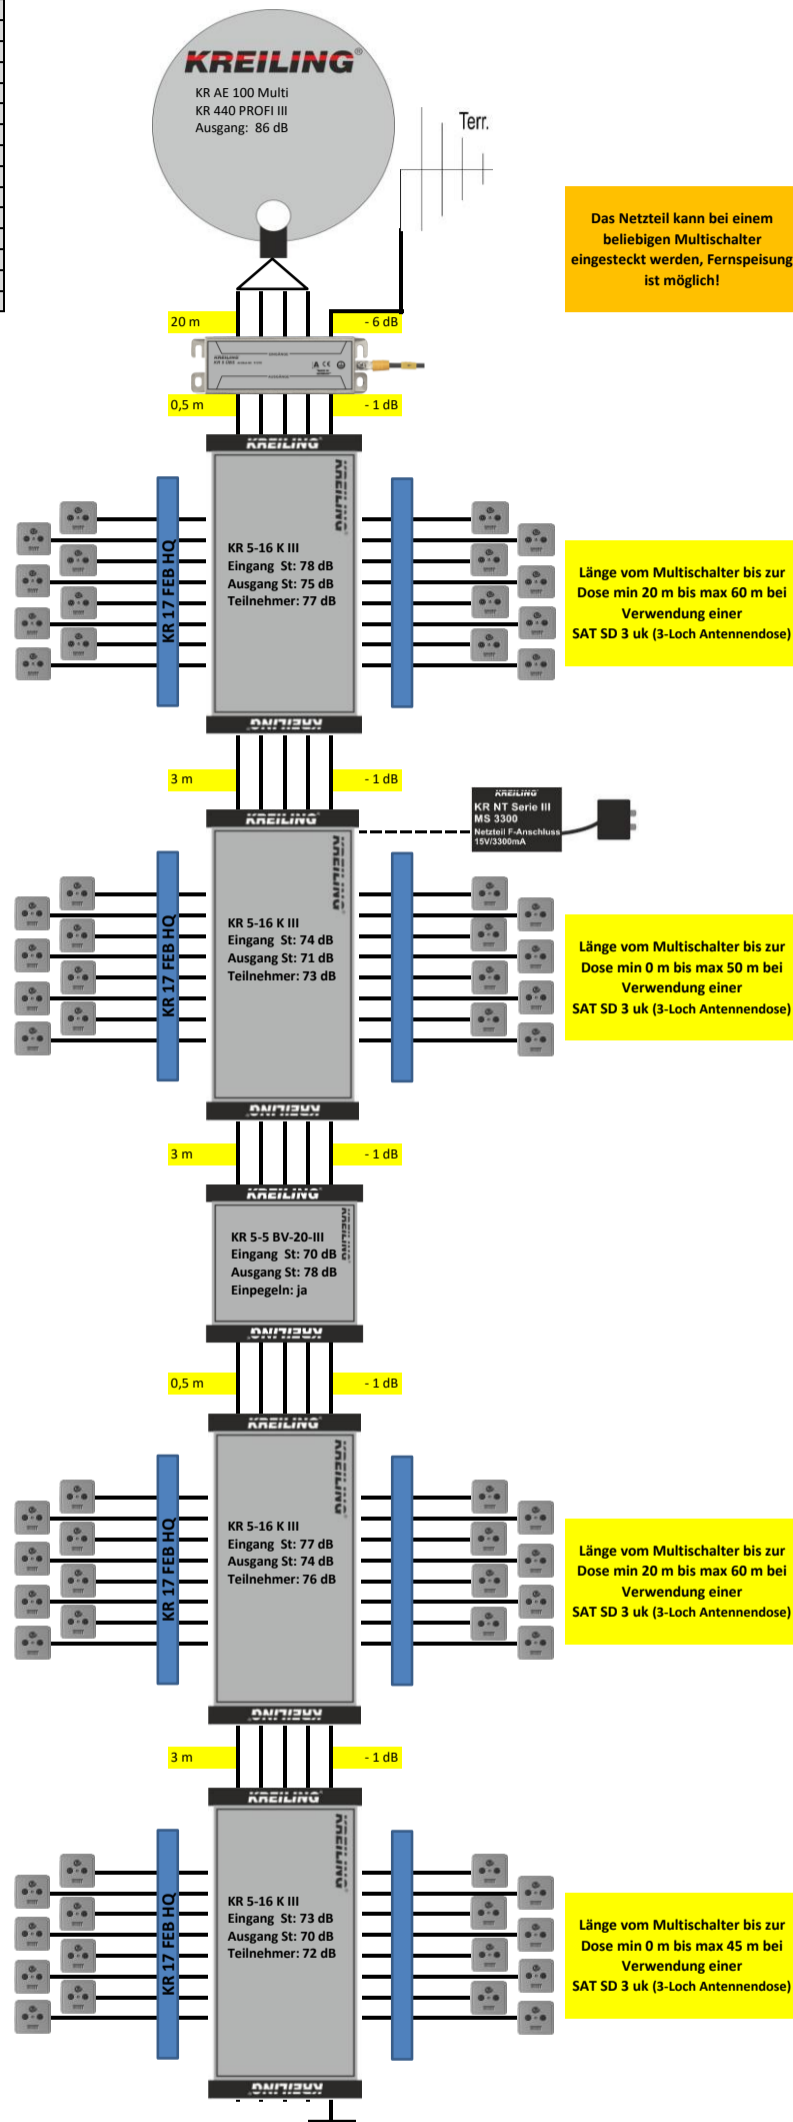 KREILING®
KR AE 100 Multi
KR 440 PROFI III
Ausgang: 86 dB
Terr.
Das Netzteil kann bei einem
beliebigen Multischalter
eingesteckt werden, Fernspeisung
ist möglich!
20 m
- 6 dB
KREILING
0,5 m
- 1 dB
KREILING
KREILING
KR 17 FEB HQ
KR 5-16 K III
Eingang St: 78 dB
Ausgang St: 75 dB
Teilnehmer: 77 dB
Länge vom Multischalter bis zur
Dose min 20 m bis max 60 m bei
Verwendung einer
SAT SD 3 uk (3-Loch Antennendose)
KREILING
3 m
- 1 dB
KREILING
KR NT Serie III
MS 3300
Netzteil F-Anschluss
15V/3300mA
KREILING
KREILING
KR 17 FEB HQ
KR 5-16 K III
Eingang St: 74 dB
Ausgang St: 71 dB
Teilnehmer: 73 dB
Länge vom Multischalter bis zur
Dose min 0 m bis max 50 m bei
Verwendung einer
SAT SD 3 uk (3-Loch Antennendose)
KREILING
3 m
- 1 dB
KREILING
KREILING
KR 5-5 BV-20-III
Eingang St: 70 dB
Ausgang St: 78 dB
Einpegeln: ja
KREILING
0,5 m
- 1 dB
KREILING
KREILING
KR 17 FEB HQ
KR 5-16 K III
Eingang St: 77 dB
Ausgang St: 74 dB
Teilnehmer: 76 dB
Länge vom Multischalter bis zur
Dose min 20 m bis max 60 m bei
Verwendung einer
SAT SD 3 uk (3-Loch Antennendose)
KREILING
3 m
- 1 dB
KREILING
KREILING
KR 17 FEB HQ
KR 5-16 K III
Eingang St: 73 dB
Ausgang St: 70 dB
Teilnehmer: 72 dB
Länge vom Multischalter bis zur
Dose min 0 m bis max 45 m bei
Verwendung einer
SAT SD 3 uk (3-Loch Antennendose)
KREILING